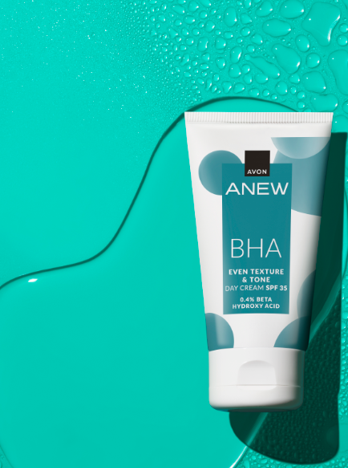 AVON
ANEW
BHA
EVEN TEXTURE
& TONE
DAY CREAM SPF 35
0.4% BETA
HYDROXY ACID